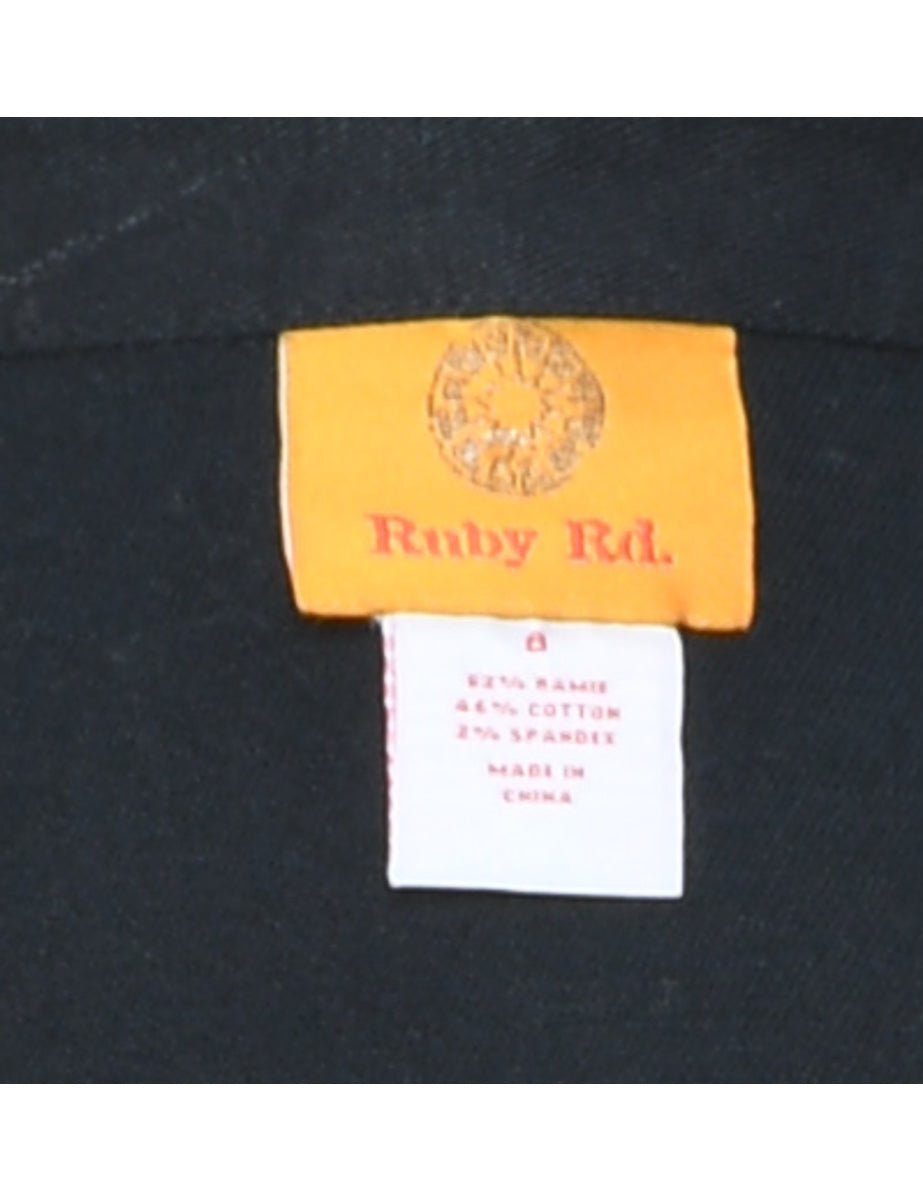 Ruby Rd.
8
52% RAMIE
46% COTTON
2% SPANDEX
MADE IN
CHINA